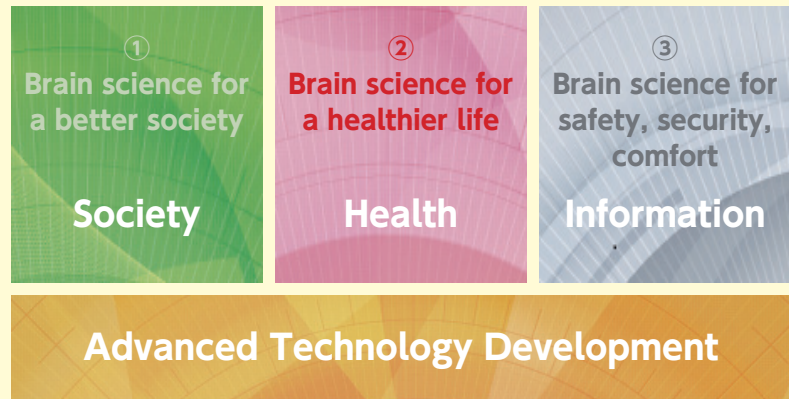 ①
Brain science for
a better society
Society
②
Brain science for
a healthier life
Health
③
Brain science for
safety, security,
comfort
Information
Advanced Technology Development